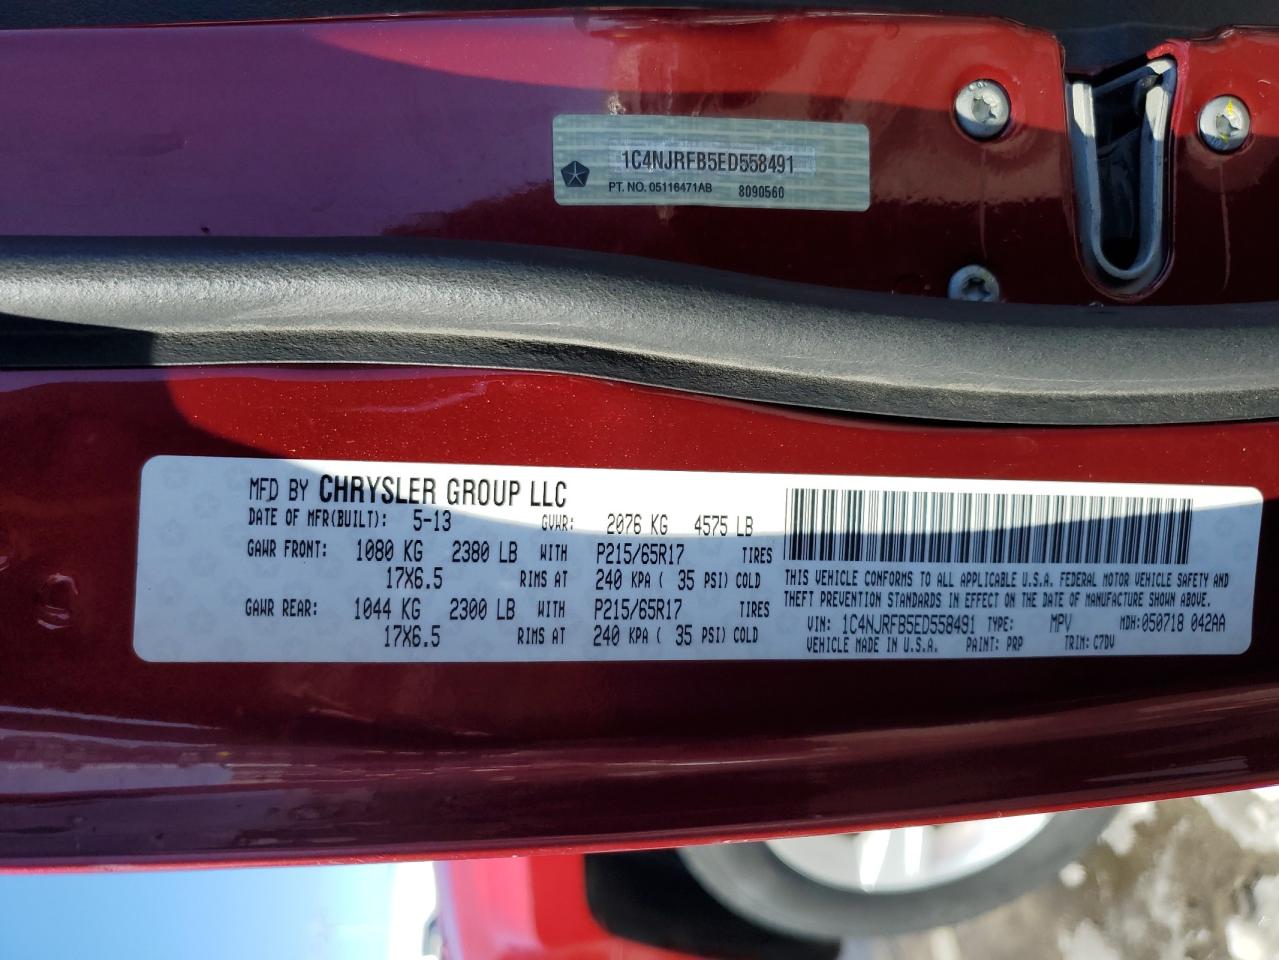 1C4NJRFB5ED558491
PT. NO. 05116471AB 8090560
MFD BY CHRYSLER GROUP LLC
DATE OF MFR(BUILT): 5-13 GVWR: 2076 KG 4575 LB
GAWR FRONT: 1080 KG 2380 LB WITH P215/65R17 TIRES
17X6.5 RIMS AT 240 KPA ( 35 PSI) COLD
GAWR REAR: 1044 KG 2300 LB WITH P215/65R17 TIRES
17X6.5 RIMS AT 240 KPA ( 35 PSI) COLD
THIS VEHICLE CONFORMS TO ALL APPLICABLE U.S.A. FEDERAL MOTOR VEHICLE SAFETY AND
THEFT PREVENTION STANDARDS IN EFFECT ON THE DATE OF MANUFACTURE SHOWN ABOVE.
VIN: 1C4NJRFB5ED558491 TYPE: MPV MDH:050718 042AA
VEHICLE MADE IN U.S.A. PAINT: PRP TRIM: C7DV